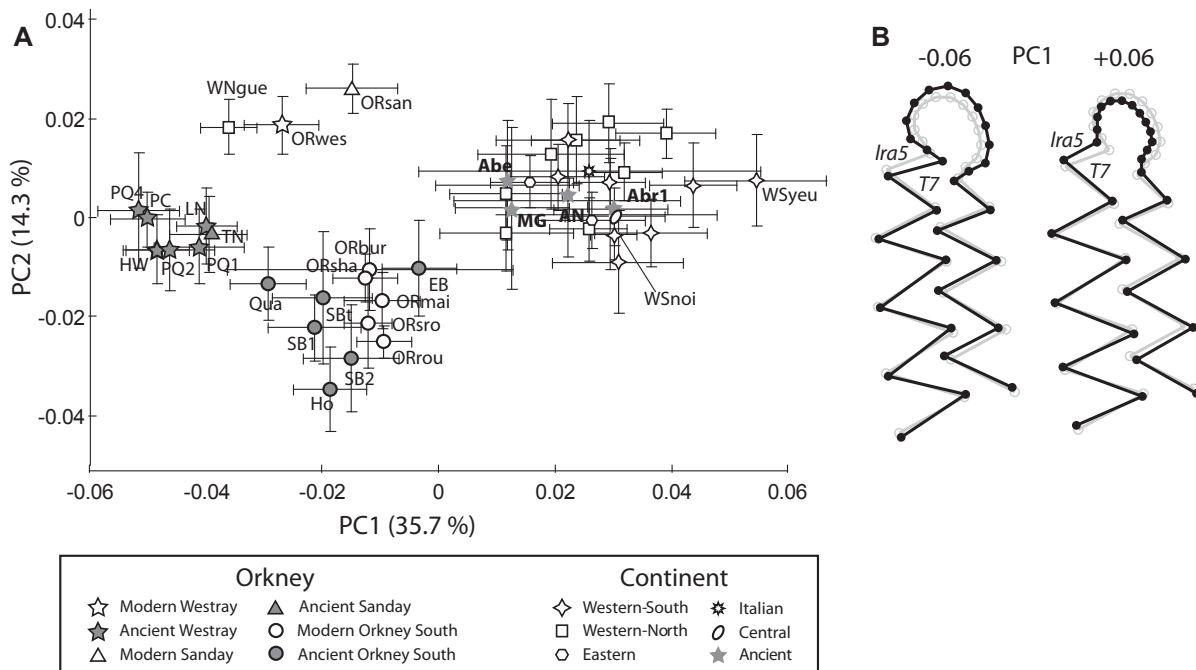 A
B
0.04
0.02
0
-0.02
-0.04
-0.06
-0.04
-0.02
0
0.02
0.04
0.06
PC2 (14.3 %)
PC1 (35.7 %)
WNgue
ORwes
ORsan
PQ4
PC
LN
TN
HW
PQ2
PQ1
Qua
ORbur
ORsha
SBt
SB1
ORmai
ORsro
ORrou
EB
SB2
Ho
Abe
MG
AN
Abr1
WSyeu
WSnoi
-0.06 PC1 +0.06
lra5
T7
lra5
T7
Orkney
Modern Westray
Ancient Westray
Modern Sanday
Ancient Sanday
Modern Orkney South
Ancient Orkney South
Continent
Western-South
Western-North
Eastern
Italian
Central
Ancient